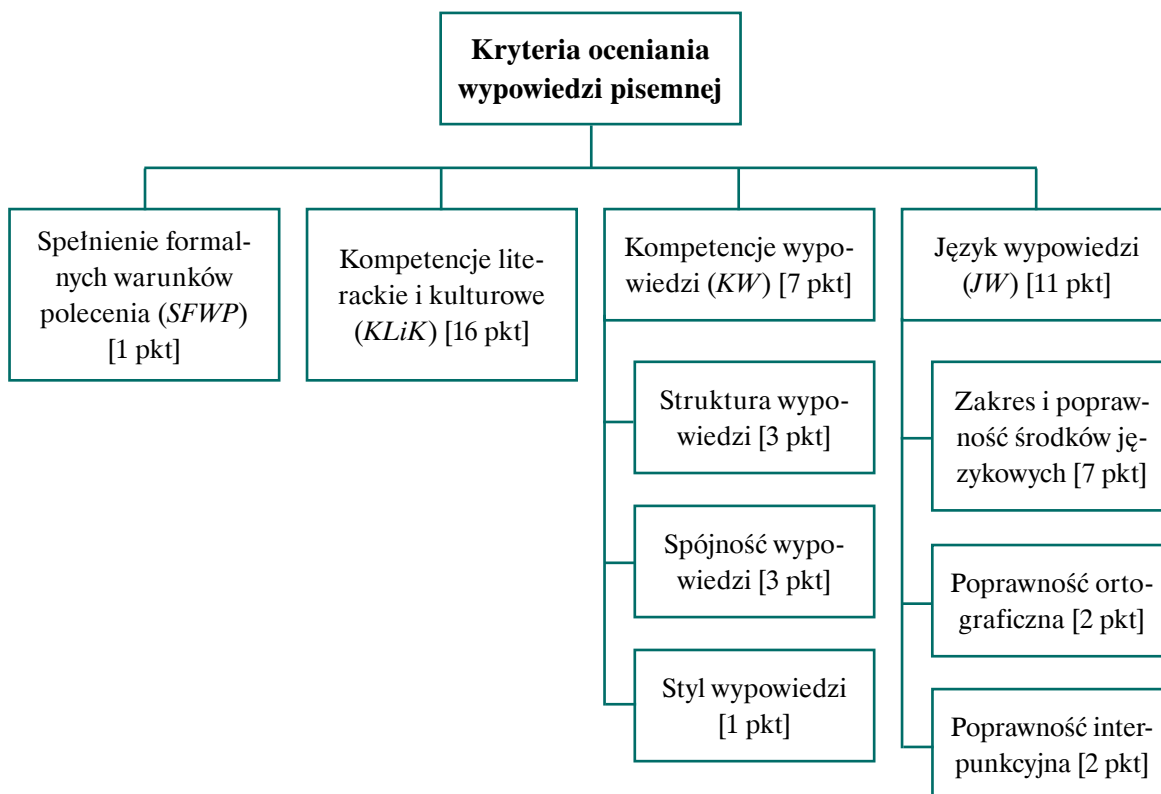 Kryteria oceniania
wypowiedzi pisemnej
Spełnienie formal-
nych warunków
polecenia (SFWP)
[1 pkt]
Kompetencje lite-
rackie i kulturowe
(KLiK) [16 pkt]
Kompetencje wypo-
wiedzi (KW) [7 pkt]
Struktura wypo-
wiedzi [3 pkt]
Spójność wypo-
wiedzi [3 pkt]
Styl wypowiedzi
[1 pkt]
Język wypowiedzi
(JW) [11 pkt]
Zakres i popraw-
ność środków ję-
zykowych [7 pkt]
Poprawność orto-
graficzna [2 pkt]
Poprawność inter-
punkcyjna [2 pkt]